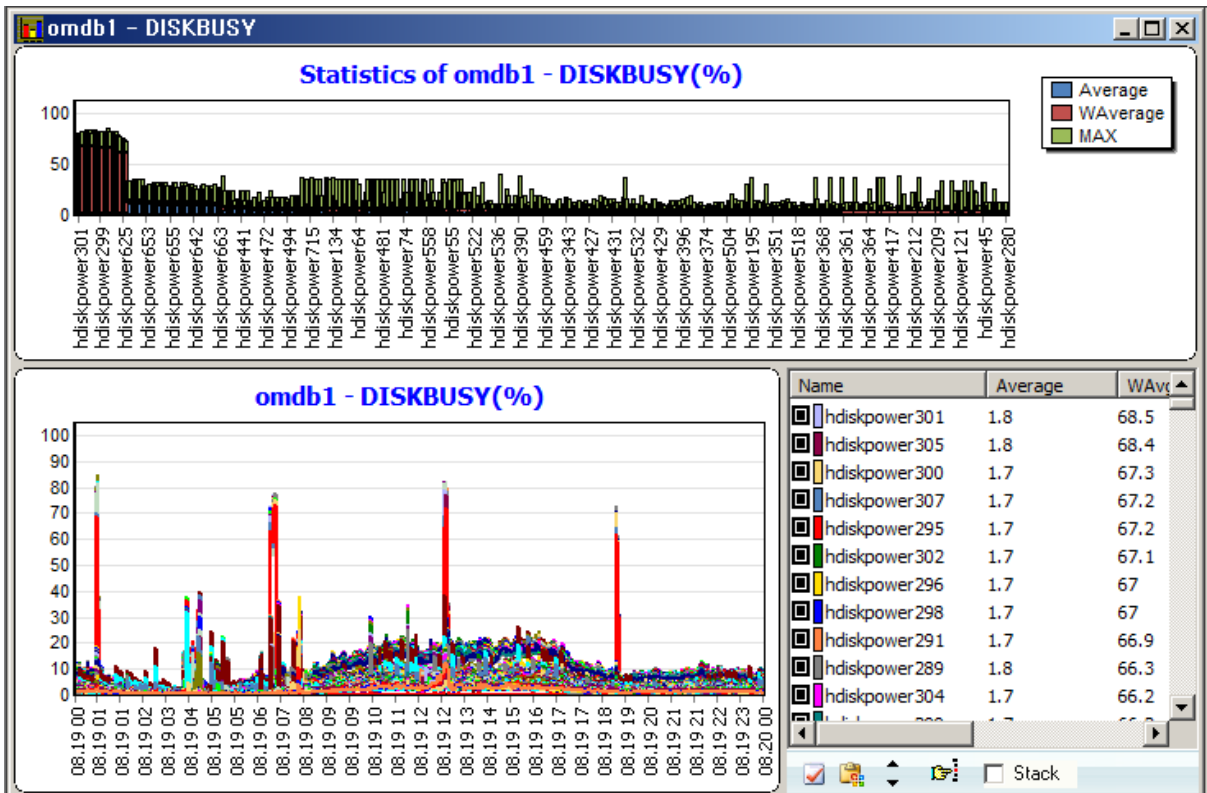 omdb1 - DISKBUSY
Statistics of omdb1 - DISKBUSY(%)
Average
WAverage
MAX
100
50
0
hdiskpower301
hdiskpower299
hdiskpower625
hdiskpower653
hdiskpower655
hdiskpower642
hdiskpower663
hdiskpower441
hdiskpower472
hdiskpower494
hdiskpower715
hdiskpower134
hdiskpower64
hdiskpower481
hdiskpower74
hdiskpower558
hdiskpower55
hdiskpower522
hdiskpower536
hdiskpower390
hdiskpower459
hdiskpower343
hdiskpower427
hdiskpower431
hdiskpower532
hdiskpower429
hdiskpower396
hdiskpower374
hdiskpower504
hdiskpower195
hdiskpower351
hdiskpower518
hdiskpower368
hdiskpower361
hdiskpower364
hdiskpower417
hdiskpower212
hdiskpower209
hdiskpower121
hdiskpower45
hdiskpower280
omdb1 - DISKBUSY(%)
100
90
80
70
60
50
40
30
20
10
0
08.19 00
08.19 01
08.19 01
08.19 02
08.19 03
08.19 04
08.19 05
08.19 05
08.19 06
08.19 07
08.19 08
08.19 09
08.19 09
08.19 10
08.19 11
08.19 12
08.19 12
08.19 13
08.19 14
08.19 15
08.19 16
08.19 16
08.19 17
08.19 18
08.19 19
08.19 20
08.19 21
08.19 21
08.19 22
08.19 23
08.20 00
Name Average WAvg
hdiskpower301 1.8 68.5
hdiskpower305 1.8 68.4
hdiskpower300 1.7 67.3
hdiskpower307 1.7 67.2
hdiskpower295 1.7 67.2
hdiskpower302 1.7 67.1
hdiskpower296 1.7 67
hdiskpower298 1.7 67
hdiskpower291 1.7 66.9
hdiskpower289 1.8 66.3
hdiskpower304 1.7 66.2
Stack